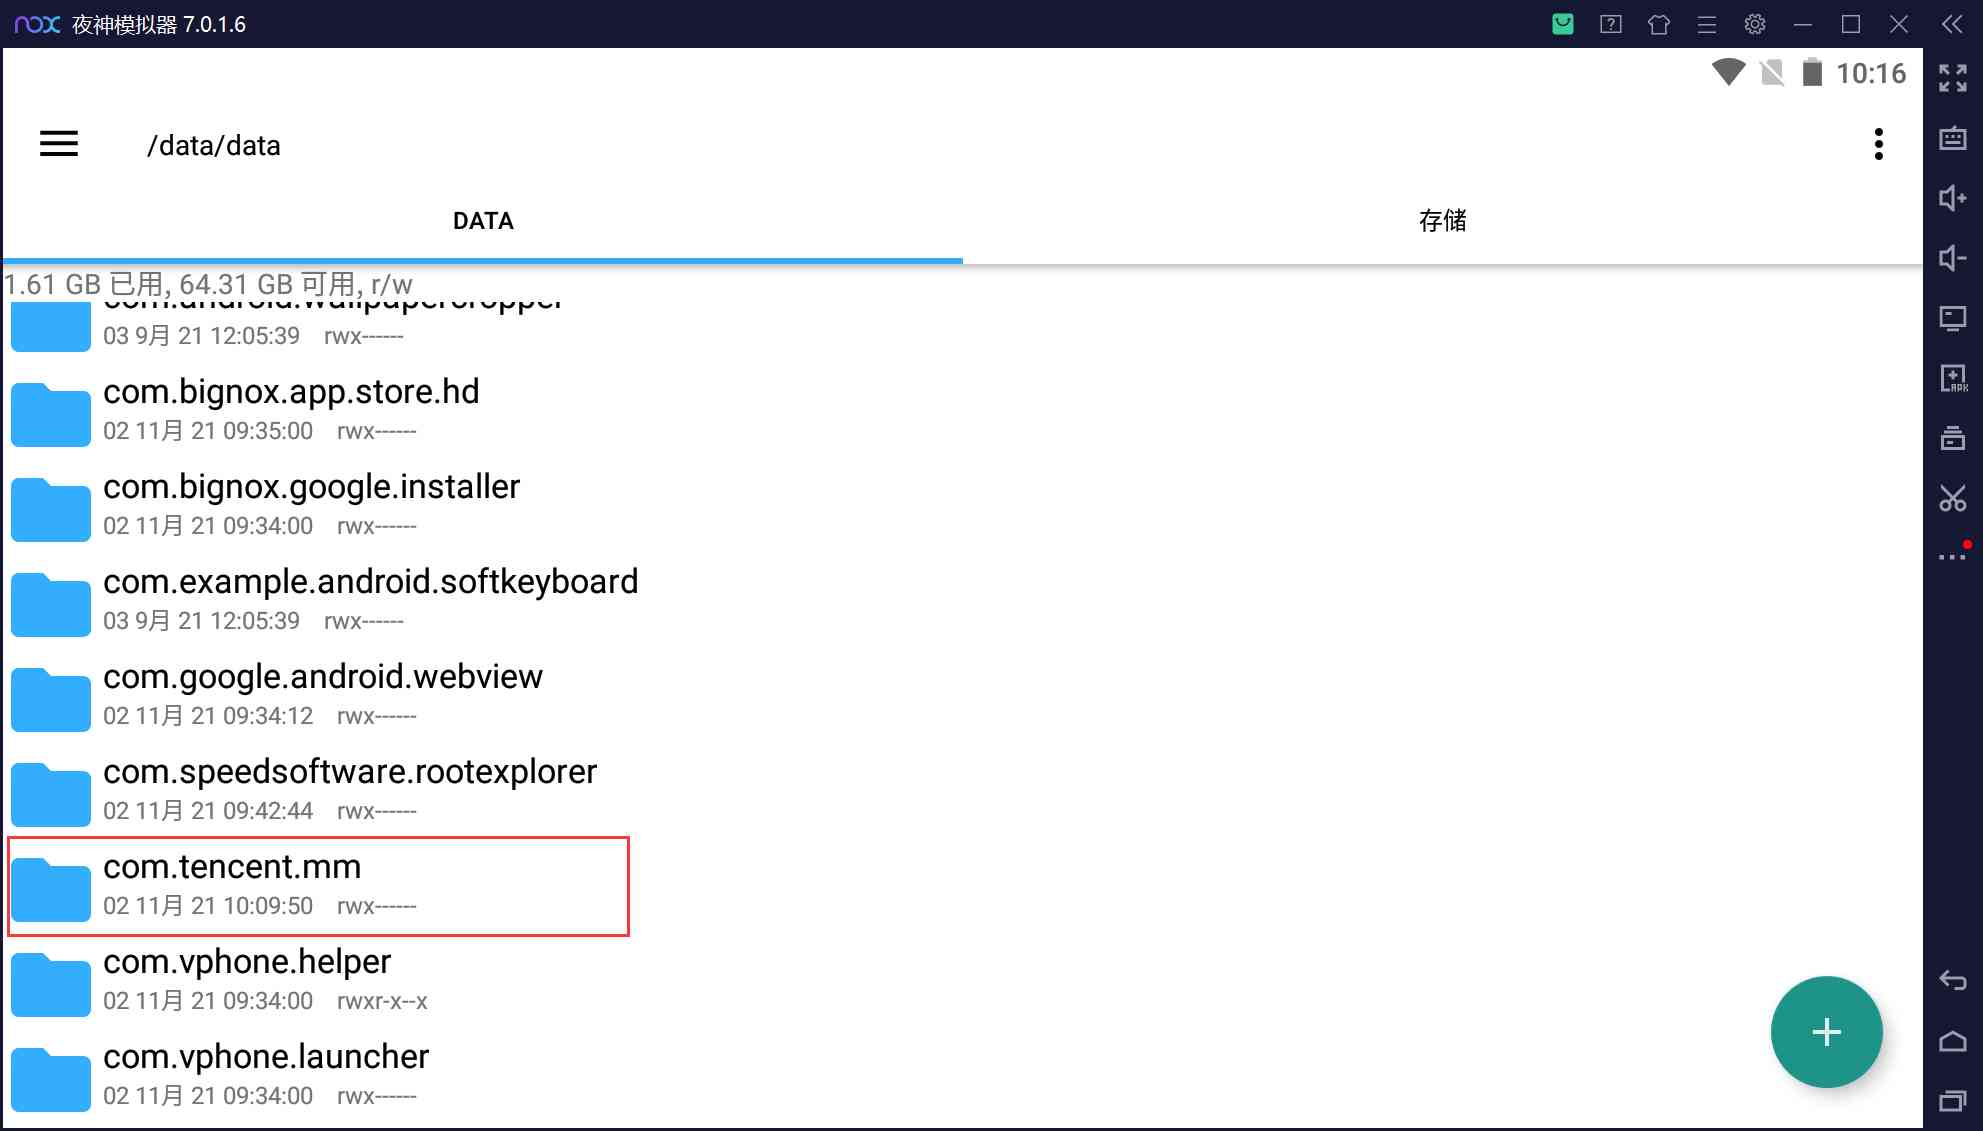 nox 夜神模拟器 7.0.1.6
10:16
/data/data
DATA
存储
1.61 GB 已用, 64.31 GB 可用, r/w
com.android.wallpapercropper
03 9月 21 12:05:39 rwx------
com.bignox.app.store.hd
02 11月 21 09:35:00 rwx------
com.bignox.google.installer
02 11月 21 09:34:00 rwx------
com.example.android.softkeyboard
03 9月 21 12:05:39 rwx------
com.google.android.webview
02 11月 21 09:34:12 rwx------
com.speedsoftware.rootexplorer
02 11月 21 09:42:44 rwx------
com.tencent.mm
02 11月 21 10:09:50 rwx------
com.vphone.helper
02 11月 21 09:34:00 rwxr-x--x
com.vphone.launcher
02 11月 21 09:34:00 rwx------
APK